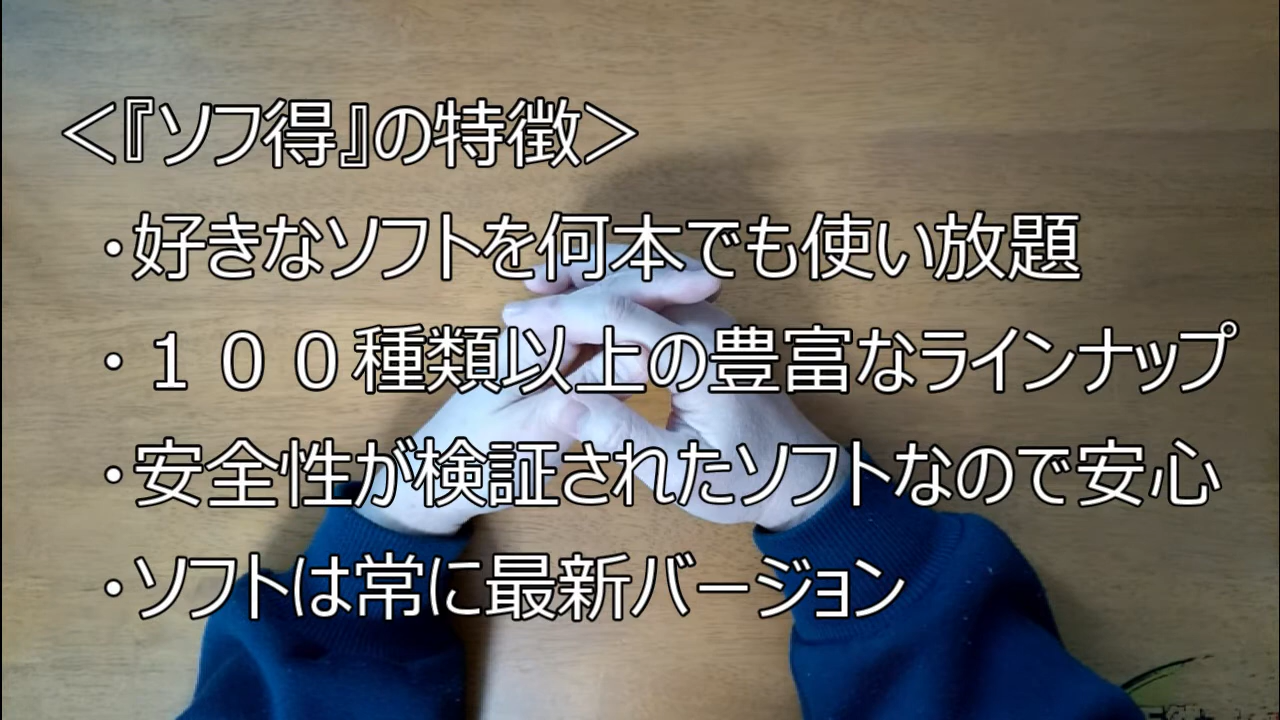 ＜『ソフ得』の特徴＞
・好きなソフトを何本でも使い放題
・１００種類以上の豊富なラインナップ
・安全性が検証されたソフトなので安心
・ソフトは常に最新バージョン